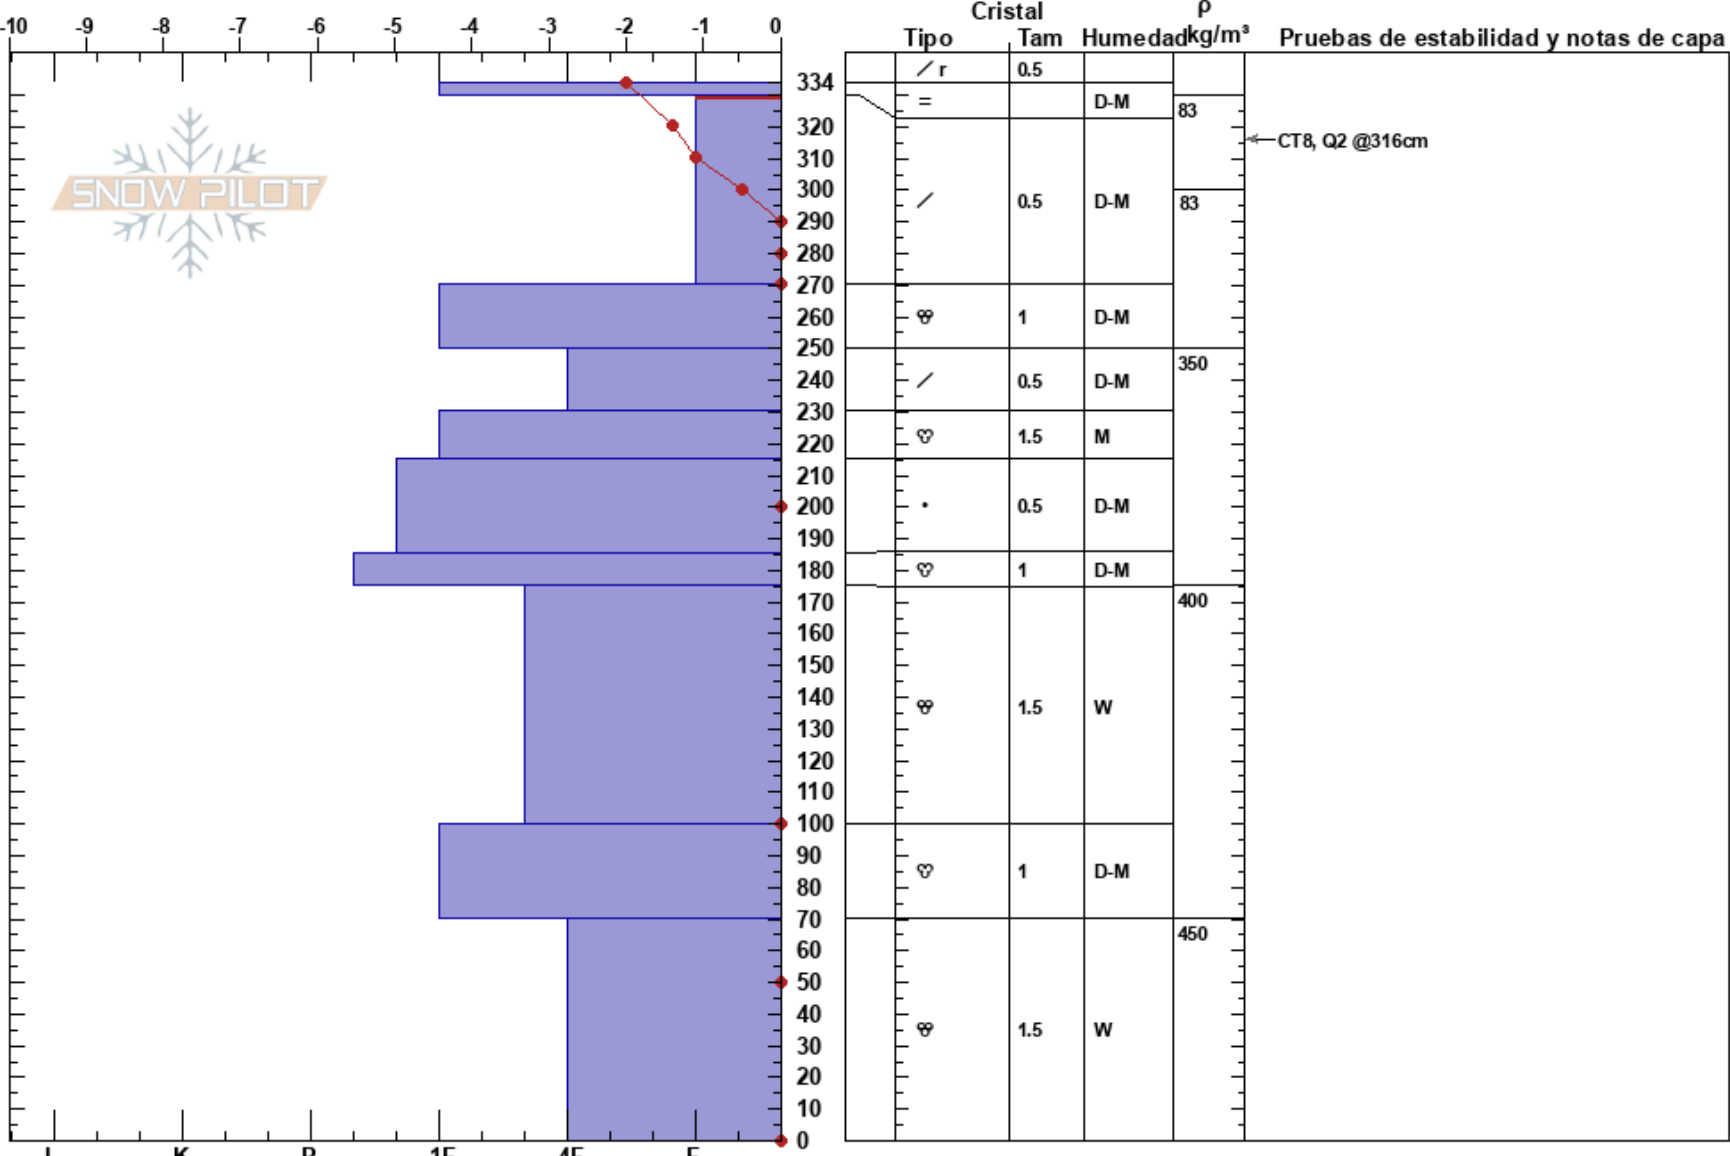 Cristal ρ
-10 -9 -8 -7 -6 -5 -4 -3 -2 -1 0 Tipo Tam Humedad kg/m³ Pruebas de estabilidad y notas de capa
334 / r 0.5
= D-M 83
320
CT8, Q2 @316cm
310
SNOW PILOT 300 / 0.5 D-M 83
290
280
270
260 1 D-M
250 350
240 / 0.5 D-M
230
220 1.5 M
210
200 • 0.5 D-M
190
180 1 D-M
170 400
160
150
140 1.5 W
130
120
110
100
90 1 D-M
80
70 450
60
50
40
30 1.5 W
20
10
0